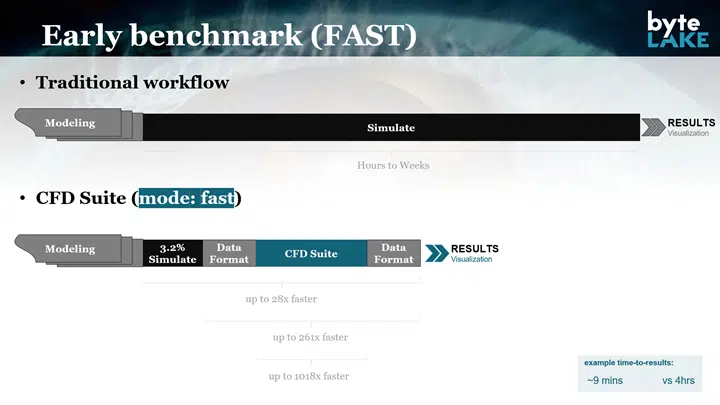 Early benchmark (FAST)
byte
LAKE
• Traditional workflow
Modeling
Simulate
RESULTS
Visualization
Hours to Weeks
• CFD Suite (mode: fast)
Modeling
3.2%
Simulate
Data
Format
CFD Suite
Data
Format
RESULTS
Visualization
up to 28x faster
up to 261x faster
up to 1018x faster
example time-to-results:
~9 mins vs 4hrs